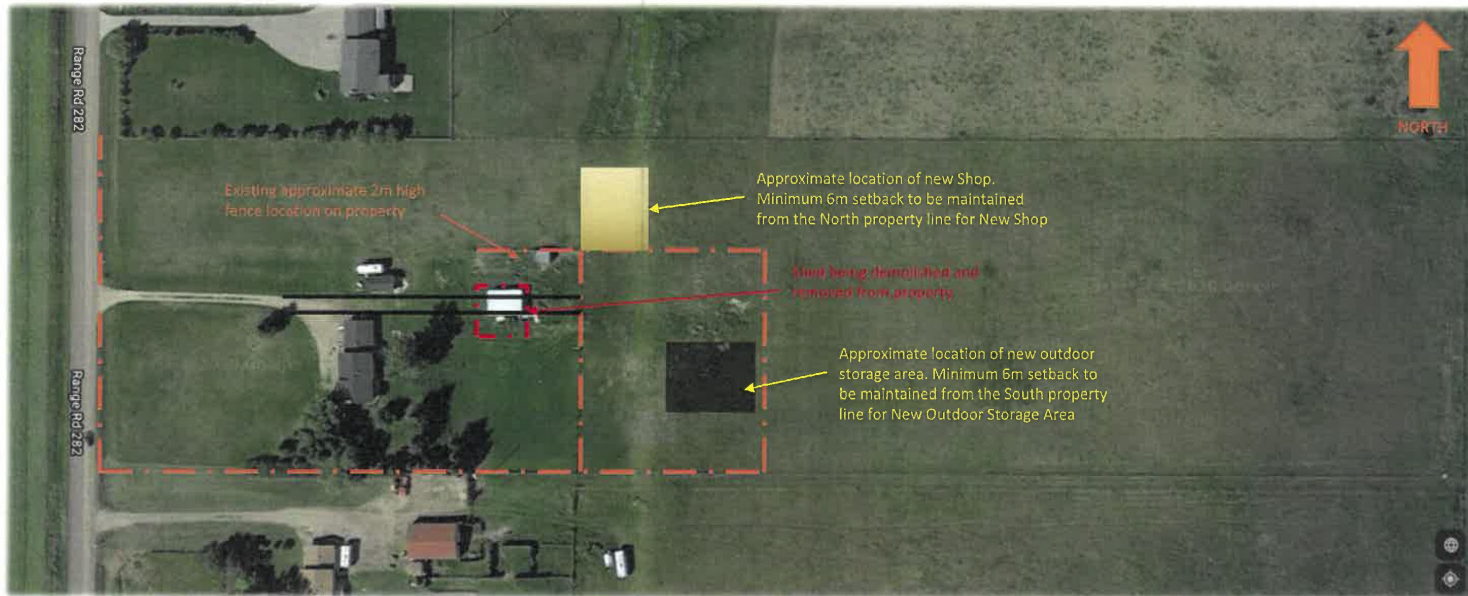 Range Rd 282
NORTH
Existing approximate 2m high
fence location on property
Approximate location of new Shop.
Minimum 6m setback to be maintained
from the North property line for New Shop
being demolished and
removed from property
Approximate location of new outdoor
storage area. Minimum 6m setback to
be maintained from the South property
line for New Outdoor Storage Area
Range Rd 282